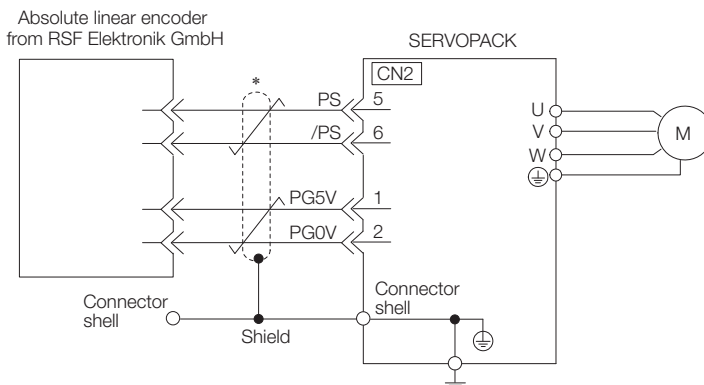 Absolute linear encoder
from RSF Elektronik GmbH
SERVOPACK
CN2
*
PS 5
/PS 6
PG5V 1
PG0V 2
U
V
W
M
Connector
shell
Shield
Connector
shell